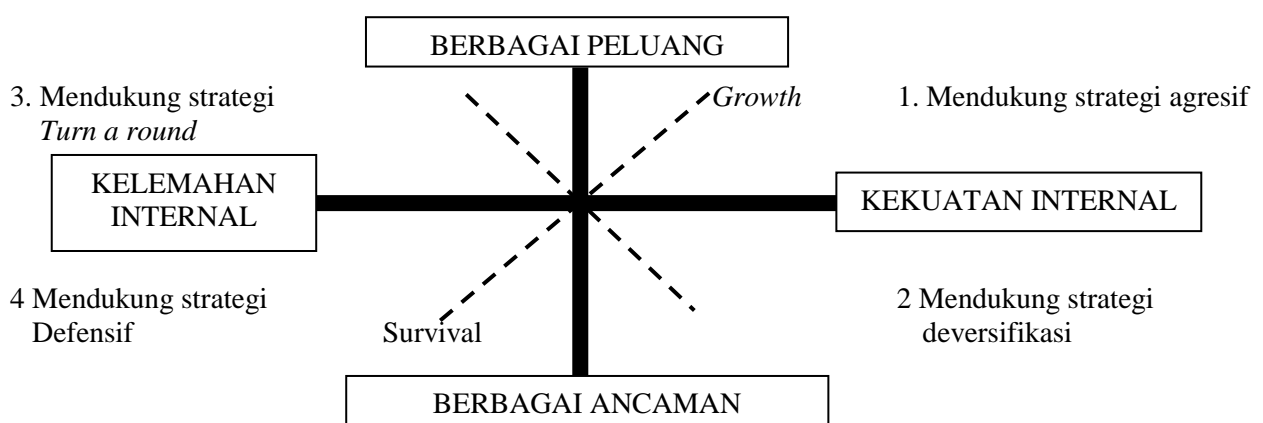 BERBAGAI PELUANG
3. Mendukung strategi
Turn a round
Growth
1. Mendukung strategi agresif
KELEMAHAN
INTERNAL
KEKUATAN INTERNAL
4 Mendukung strategi
Defensif
Survival
2 Mendukung strategi
deversifikasi
BERBAGAI ANCAMAN